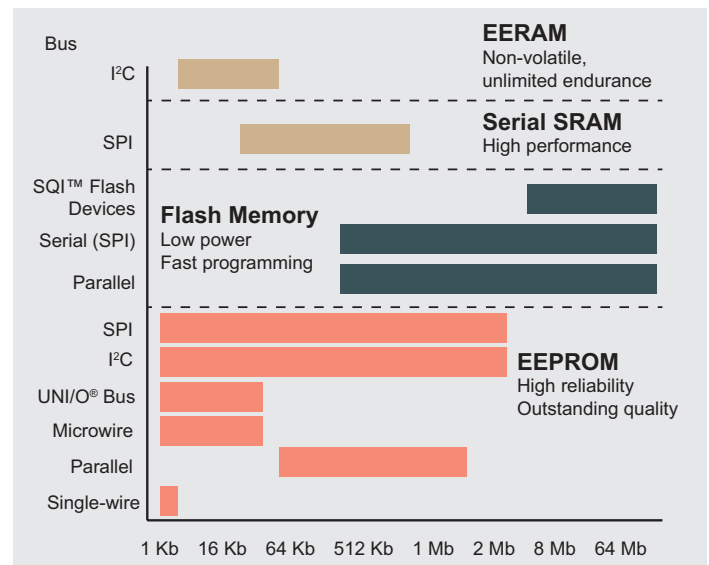 Bus
EERAM
Non-volatile,
unlimited endurance
I²C
Serial SRAM
High performance
SPI
SQI™ Flash
Devices
Flash Memory
Low power
Fast programming
Serial (SPI)
Parallel
SPI
I²C
EEPROM
High reliability
Outstanding quality
UNI/O® Bus
Microwire
Parallel
Single-wire
1 Kb 16 Kb 64 Kb 512 Kb 1 Mb 2 Mb 8 Mb 64 Mb